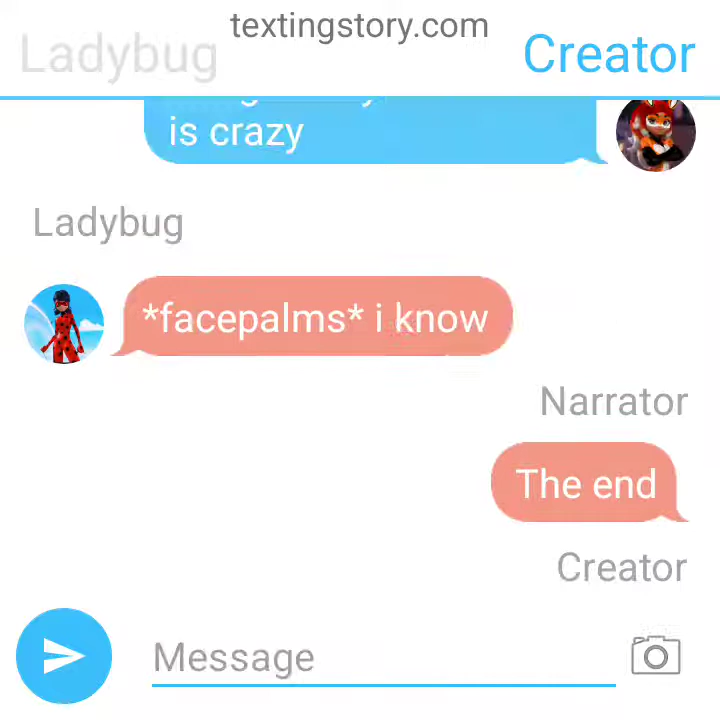 textingstory.com
Ladybug
Creator
is crazy
Ladybug
*facepalms* i know
Narrator
The end
Creator
Message